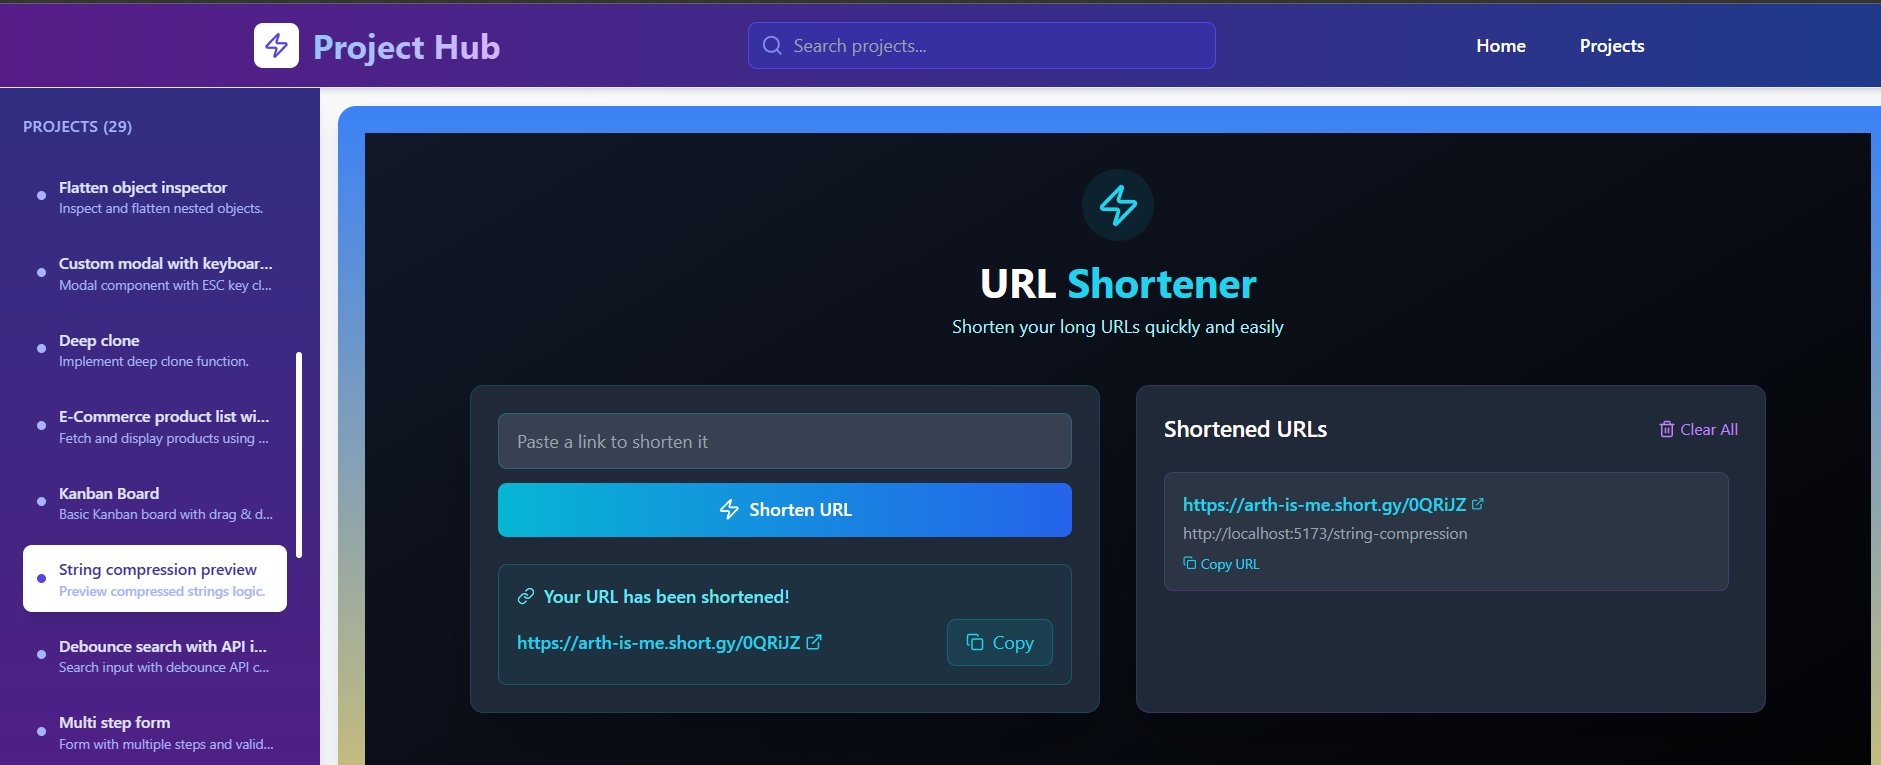 Project Hub
Search projects...
Home
Projects
PROJECTS (29)
Flatten object inspector
Inspect and flatten nested objects.
Custom modal with keyboar...
Modal component with ESC key cl...
Deep clone
Implement deep clone function.
E-Commerce product list wi...
Fetch and display products using ...
Kanban Board
Basic Kanban board with drag & d...
String compression preview
Preview compressed strings logic.
Debounce search with API i...
Search input with debounce API c...
Multi step form
Form with multiple steps and valid...
URL Shortener
Shorten your long URLs quickly and easily
Paste a link to shorten it
Shorten URL
Your URL has been shortened!
https://arth-is-me.short.gy/0QRiJZ
Copy
Shortened URLs
Clear All
https://arth-is-me.short.gy/0QRiJZ
http://localhost:5173/string-compression
Copy URL